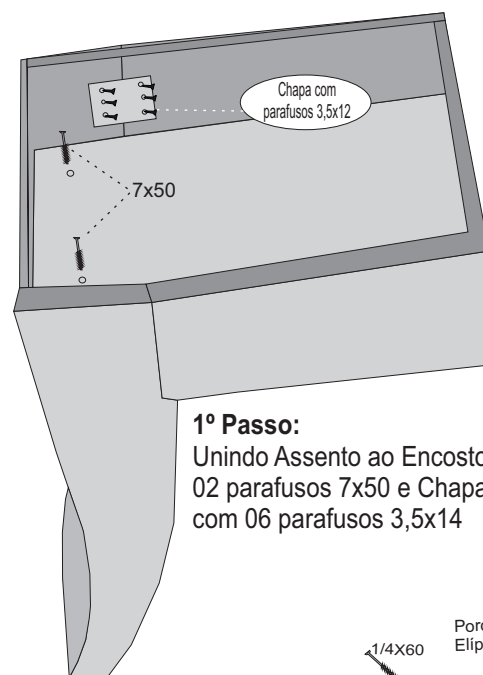 Chapa com
parafusos 3,5x12
7x50
1º Passo:
Unindo Assento ao Encosto
02 parafusos 7x50 e Chapa
com 06 parafusos 3,5x14
1/4X60